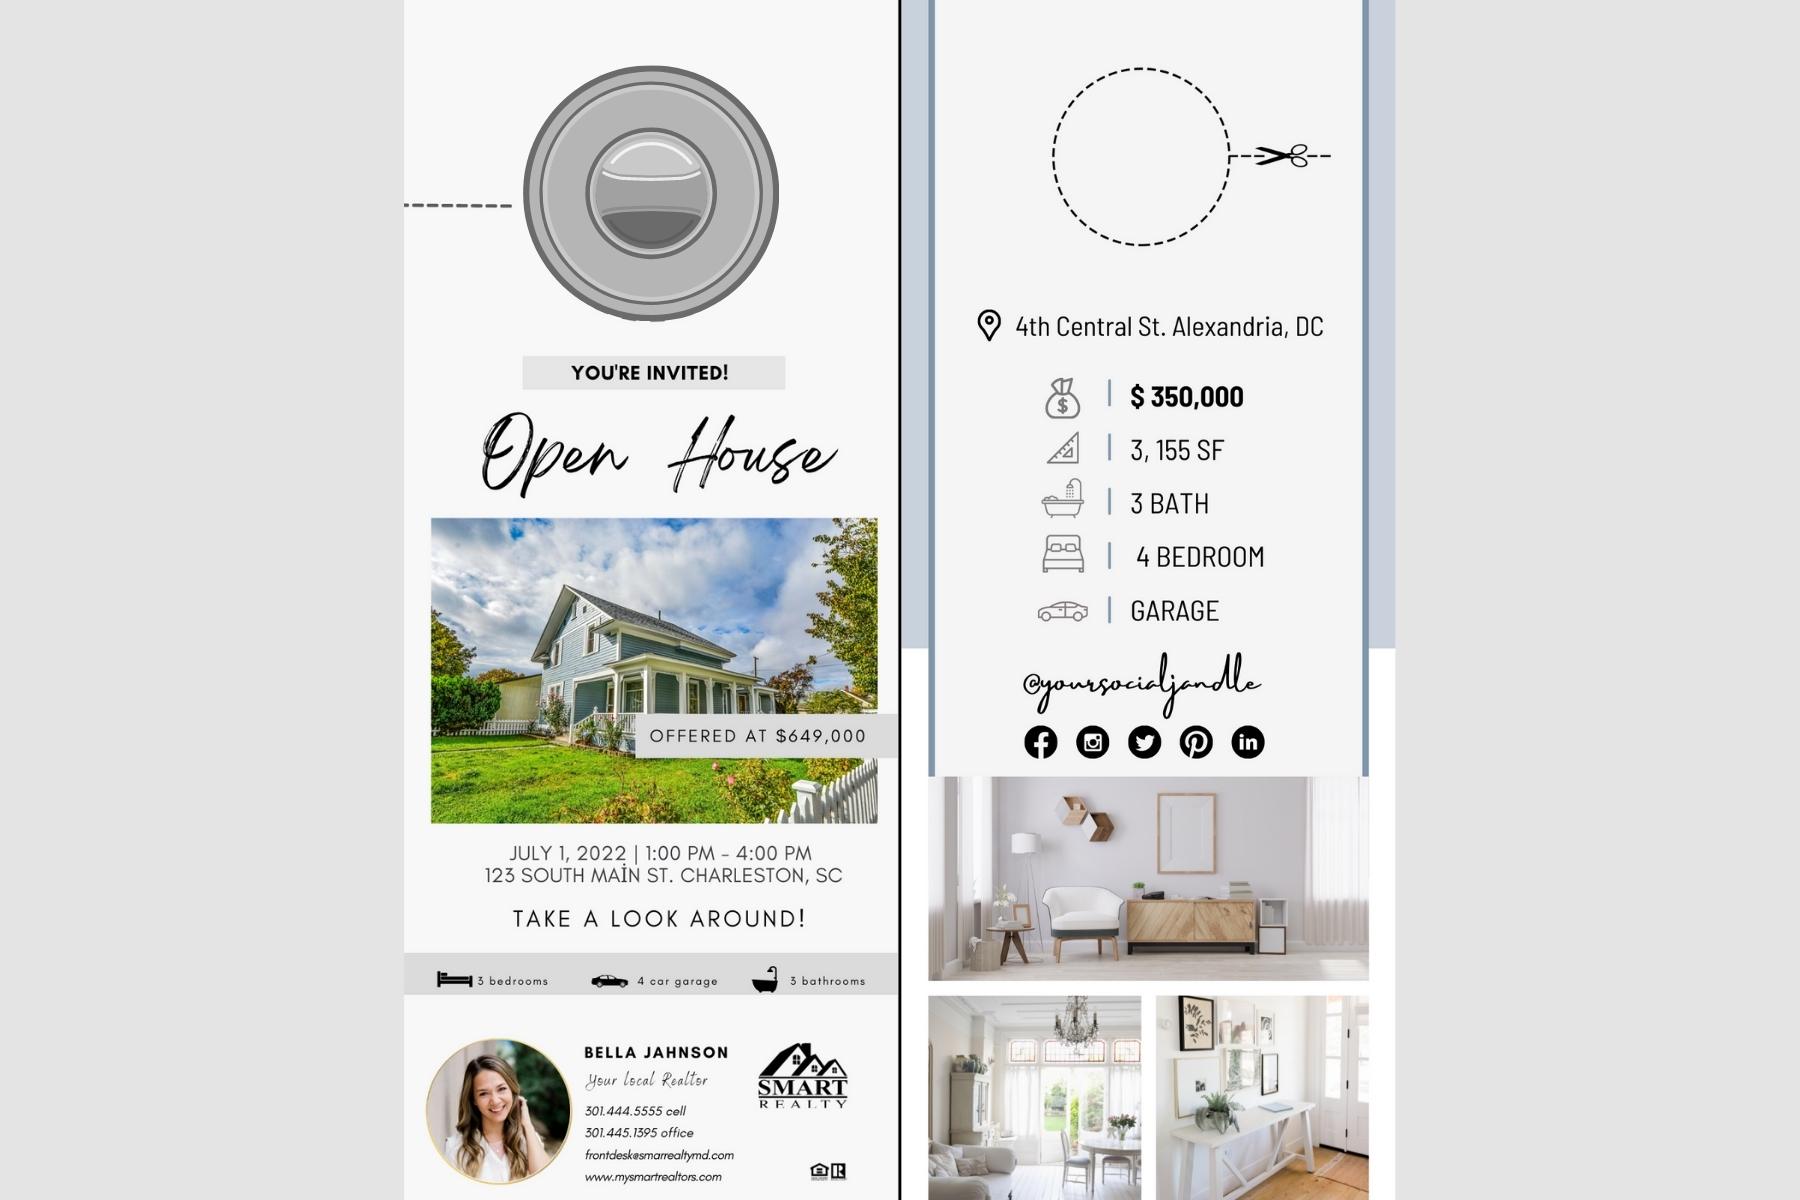 YOU'RE INVITED!
Open House
OFFERED AT $649,000
JULY 1, 2022 | 1:00 PM - 4:00 PM
123 SOUTH MAİN ST. CHARLESTON, SC
TAKE A LOOK AROUND!
3 bedrooms
4 car garage
3 bathrooms
BELLA JAHNSON
Your local Realtor
301.444.5555 cell
301.445.1395 office
frontdesk@smarrealtymd.com
www.mysmartrealtors.com
SMART
REALTY
4th Central St. Alexandria, DC
$ 350,000
3, 155 SF
3 BATH
4 BEDROOM
GARAGE
@yoursocialjandle